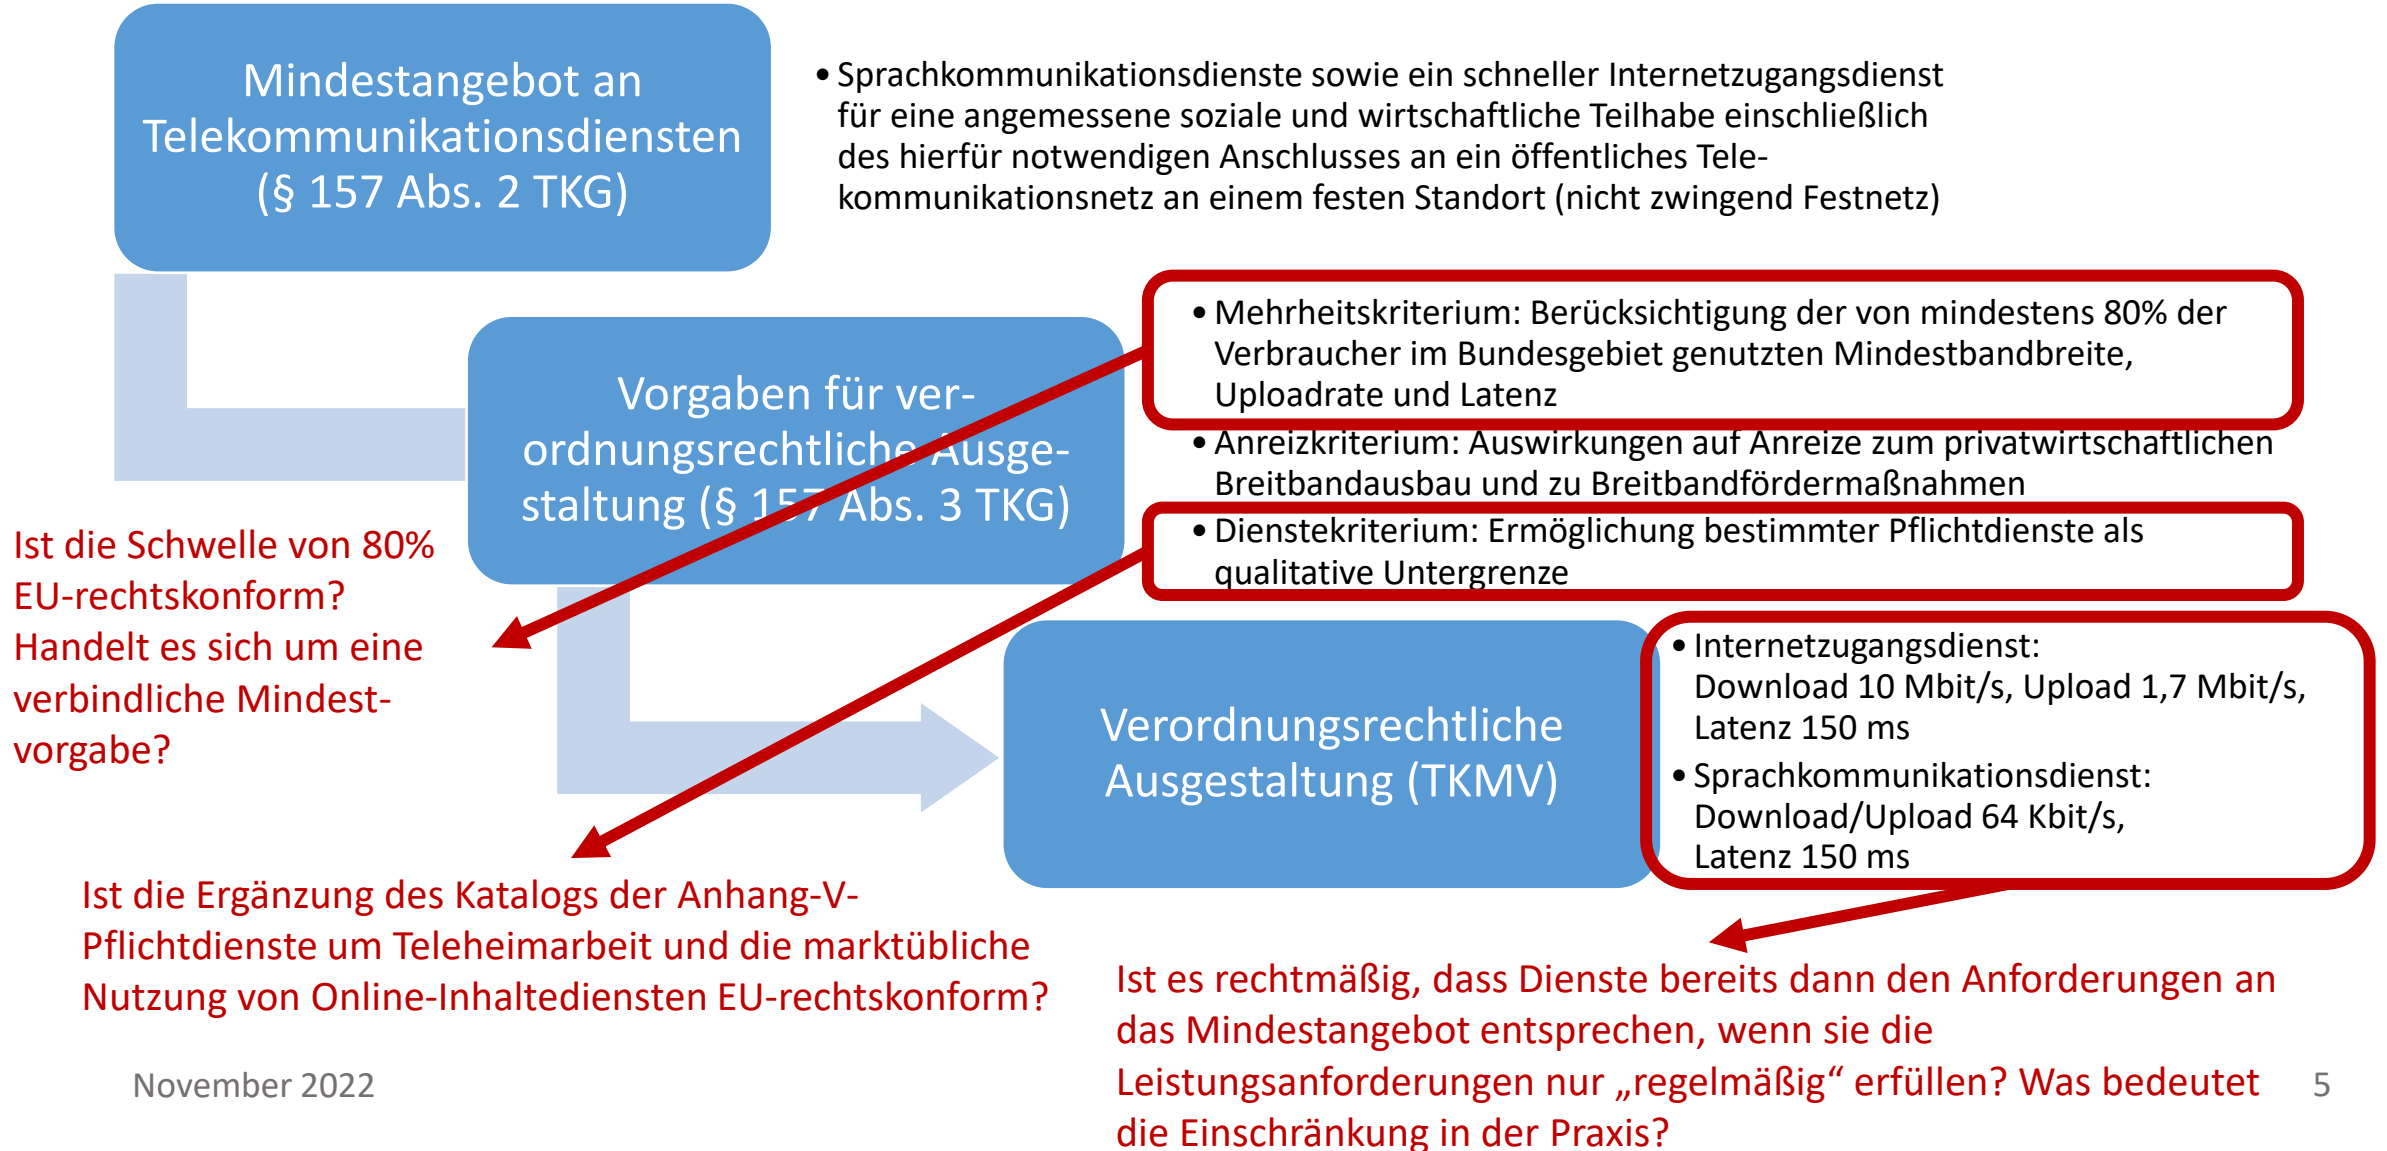 Mindestangebot an
Telekommunikationsdiensten
(§ 157 Abs. 2 TKG)
• Sprachkommunikationsdienste sowie ein schneller Internetzugangsdienst
für eine angemessene soziale und wirtschaftliche Teilhabe einschließlich
des hierfür notwendigen Anschlusses an ein öffentliches Tele-
kommunikationsnetz an einem festen Standort (nicht zwingend Festnetz)
Vorgaben für ver-
ordnungsrechtliche Ausge-
staltung (§ 157 Abs. 3 TKG)
• Mehrheitskriterium: Berücksichtigung der von mindestens 80% der
Verbraucher im Bundesgebiet genutzten Mindestbandbreite,
Uploadrate und Latenz
• Anreizkriterium: Auswirkungen auf Anreize zum privatwirtschaftlichen
Breitbandausbau und zu Breitbandfördermaßnahmen
• Dienstekriterium: Ermöglichung bestimmter Pflichtdienste als
qualitative Untergrenze
Ist die Schwelle von 80%
EU-rechtskonform?
Handelt es sich um eine
verbindliche Mindest-
vorgabe?
Verordnungsrechtliche
Ausgestaltung (TKMV)
• Internetzugangsdienst:
Download 10 Mbit/s, Upload 1,7 Mbit/s,
Latenz 150 ms
• Sprachkommunikationsdienst:
Download/Upload 64 Kbit/s,
Latenz 150 ms
Ist die Ergänzung des Katalogs der Anhang-V-
Pflichtdienste um Teleheimarbeit und die marktübliche
Nutzung von Online-Inhaltediensten EU-rechtskonform?
Ist es rechtmäßig, dass Dienste bereits dann den Anforderungen an
das Mindestangebot entsprechen, wenn sie die
Leistungsanforderungen nur „regelmäßig“ erfüllen? Was bedeutet
die Einschränkung in der Praxis?
November 2022
5